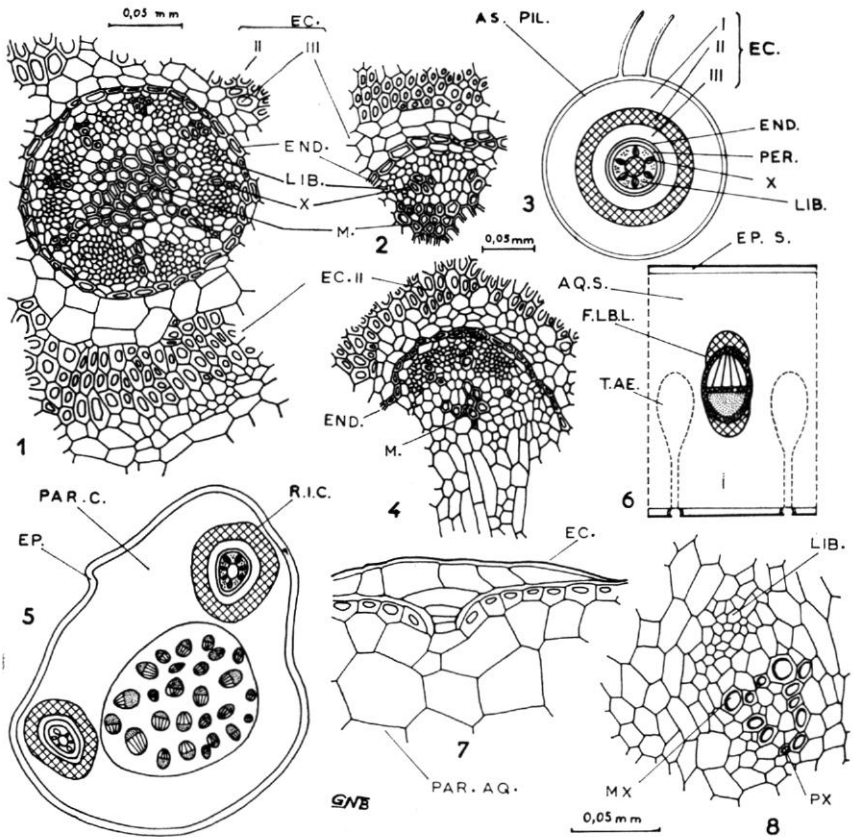 0,05 mm
EC.
II
III
END.
LIB.
X
M.
1
2
EC. II
AS. PIL.
I
II
III
EC.
END.
PER.
X
LIB.
3
0,05mm
END.
M.
4
EP. S.
AQ.S.
F.L.B.L.
T.AE.
6
PAR.C.
R.I.C.
EP.
5
EC.
7
PAR. AQ.
GNB
LIB.
MX
PX
0,05 mm
8